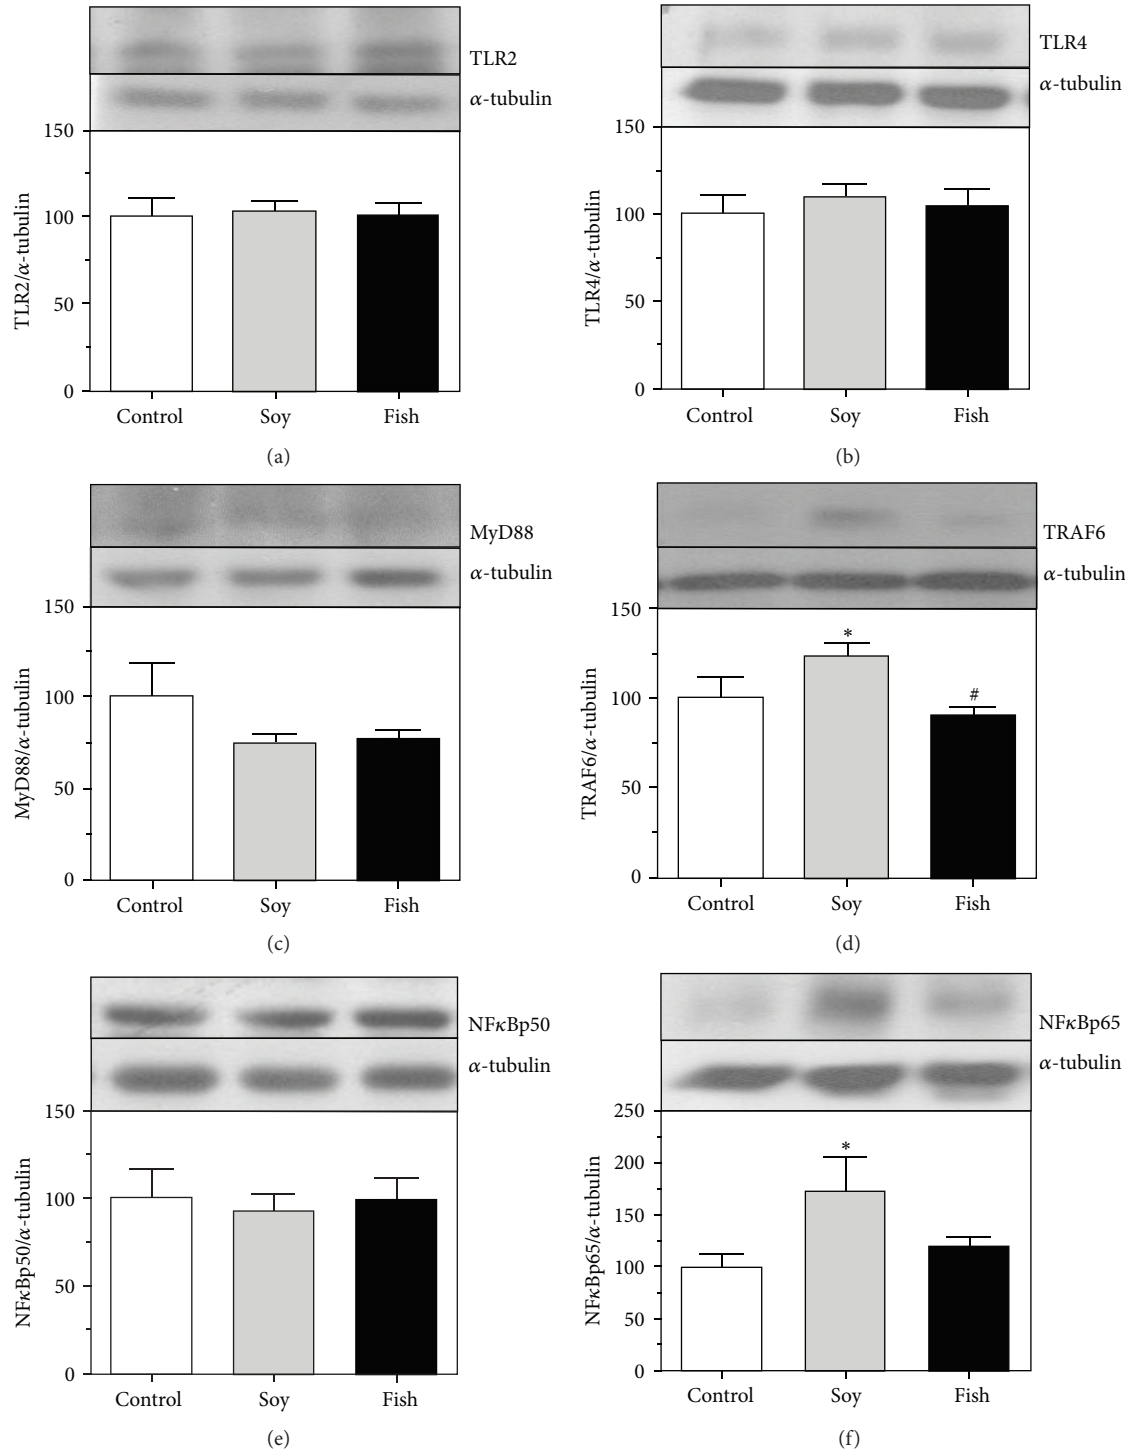 TLR2
α-tubulin
150
100
50
0
TLR2/α-tubulin
Control Soy Fish
(a)
TLR4
α-tubulin
150
100
50
0
TLR4/α-tubulin
Control Soy Fish
(b)
MyD88
α-tubulin
150
100
50
0
MyD88/α-tubulin
Control Soy Fish
(c)
TRAF6
α-tubulin
150
100
50
0
TRAF6/α-tubulin
*
#
Control Soy Fish
(d)
NFκBp50
α-tubulin
150
100
50
0
NFκBp50/α-tubulin
Control Soy Fish
(e)
NFκBp65
α-tubulin
250
200
150
100
50
0
NFκBp65/α-tubulin
*
Control Soy Fish
(f)